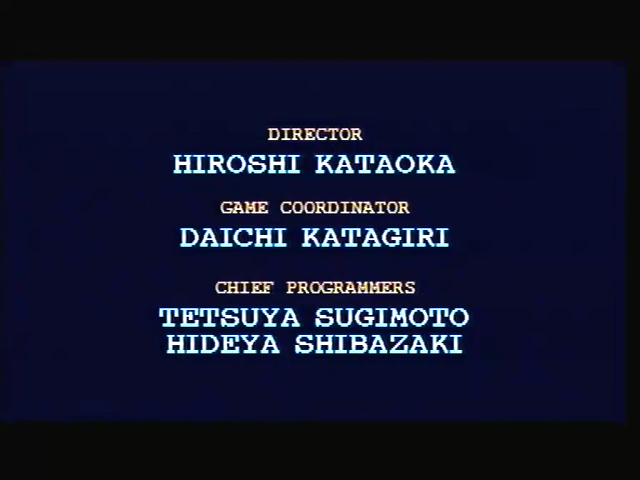 DIRECTOR
HIROSHI KATAOKA
GAME COORDINATOR
DAICHI KATAGIRI
CHIEF PROGRAMMERS
TETSUYA SUGIMOTO
HIDEYA SHIBAZAKI